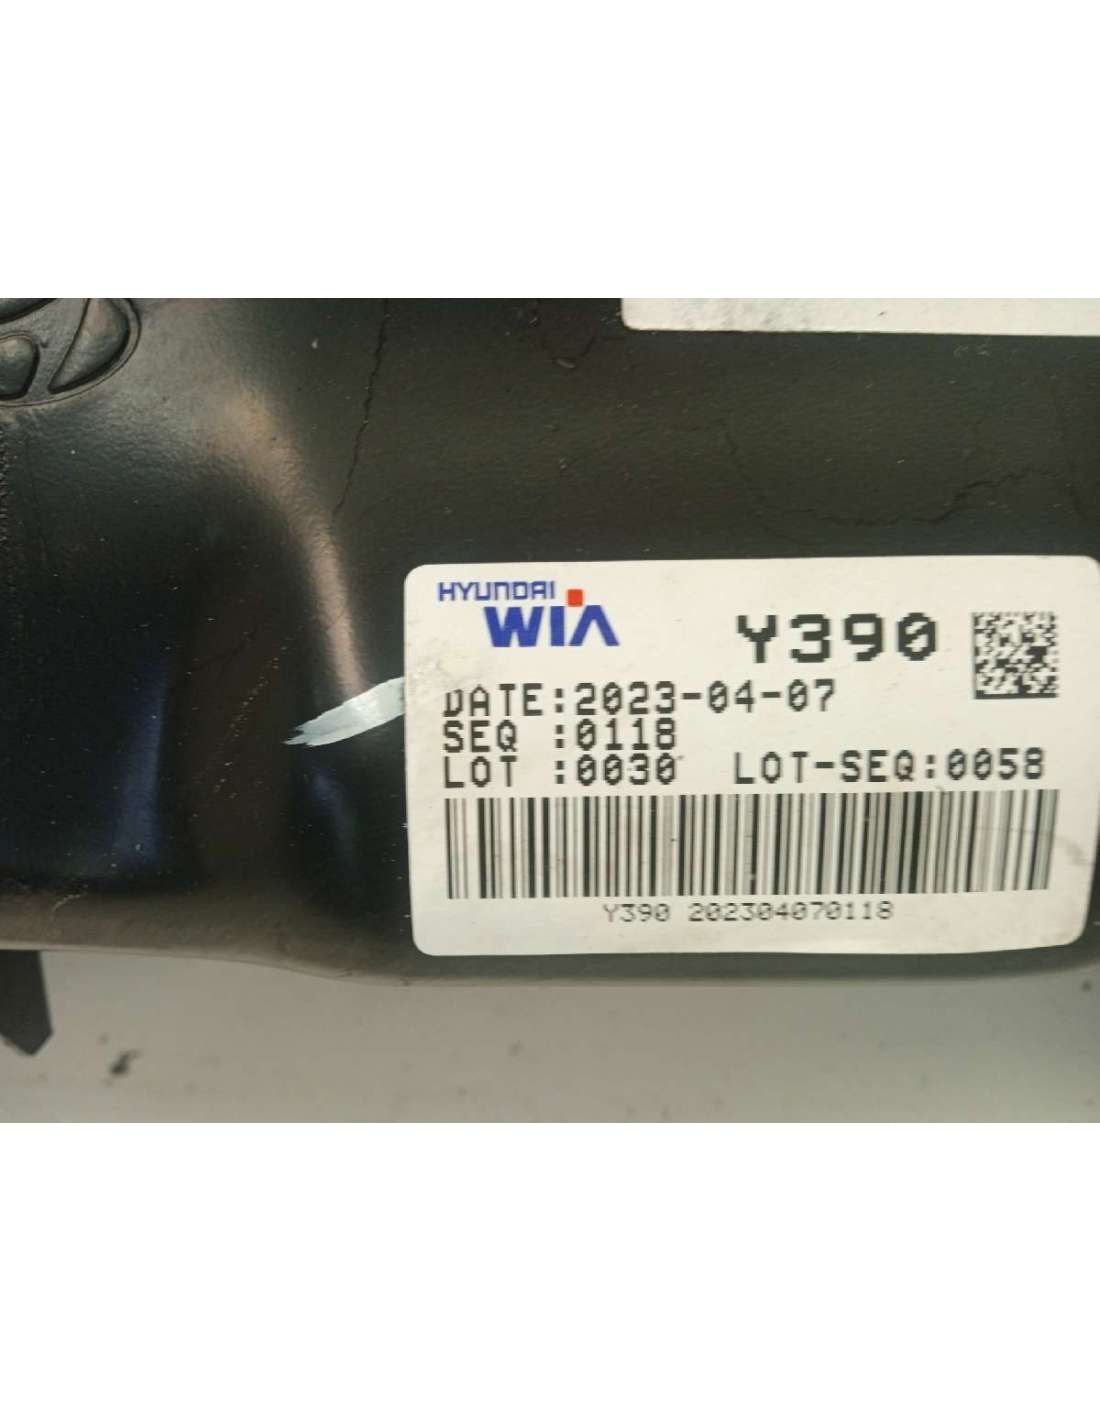 HYUNDAI
WIA
Y390
DATE:2023-04-07
SEQ :0118
LOT :0030 LOT-SEQ:0058
Y390 202304070118